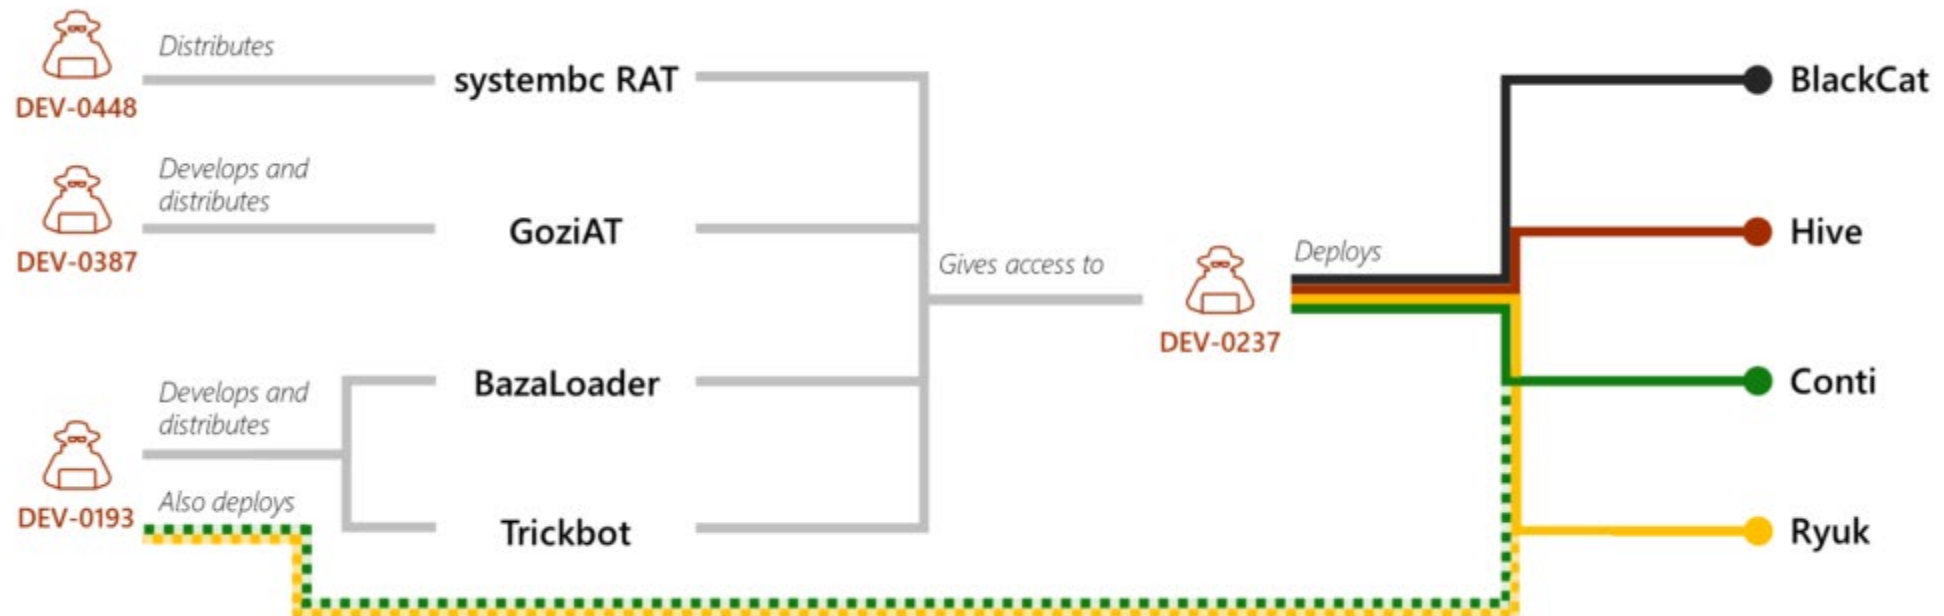 Distributes
systembc RAT
BlackCat
DEV-0448
Develops and
distributes
GoziAT
Hive
DEV-0387
Gives access to
Deploys
DEV-0237
Develops and
distributes
BazaLoader
Conti
Also deploys
DEV-0193
Trickbot
Ryuk